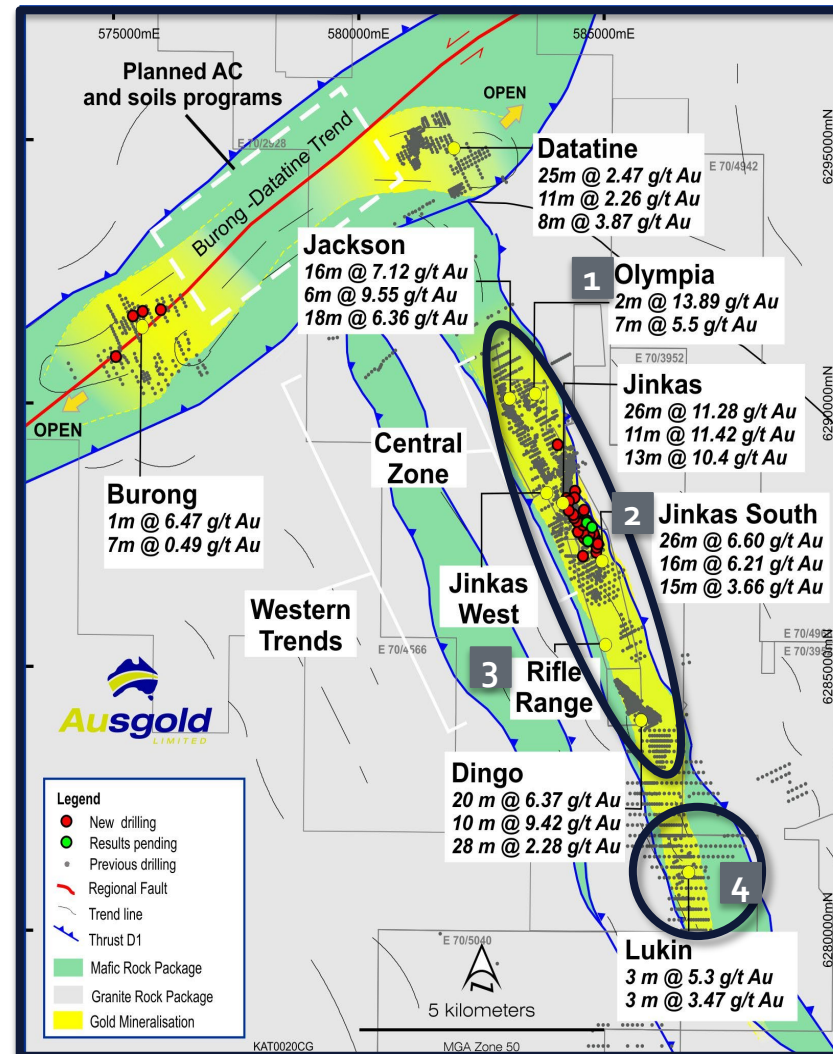 575000mE
580000mE
585000mE
Planned AC
and soils programs
OPEN
E 70/2928
Burong -Datatine Trend
6295000mN
E 70/4942
Datatine
25m @ 2.47 g/t Au
11m @ 2.26 g/t Au
8m @ 3.87 g/t Au
Jackson
16m @ 7.12 g/t Au
6m @ 9.55 g/t Au
18m @ 6.36 g/t Au
1
Olympia
2m @ 13.89 g/t Au
7m @ 5.5 g/t Au
E 70/3952
6290000mN
OPEN
Jinkas
26m @ 11.28 g/t Au
11m @ 11.42 g/t Au
13m @ 10.4 g/t Au
Central
Zone
Burong
1m @ 6.47 g/t Au
7m @ 0.49 g/t Au
2
Jinkas South
26m @ 6.60 g/t Au
16m @ 6.21 g/t Au
15m @ 3.66 g/t Au
Jinkas
West
Western
Trends
E 70/4566
3
Rifle
Range
6285000mN
Ausgold
LIMITED
Dingo
20 m @ 6.37 g/t Au
10 m @ 9.42 g/t Au
28 m @ 2.28 g/t Au
Legend
New drilling
Results pending
Previous drilling
Regional Fault
Trend line
Thrust D1
Mafic Rock Package
Granite Rock Package
Gold Mineralisation
4
6280000mN
E 70/5040
Lukin
3 m @ 5.3 g/t Au
3 m @ 3.47 g/t Au
5 kilometers
KAT0020CG
MGA Zone 50